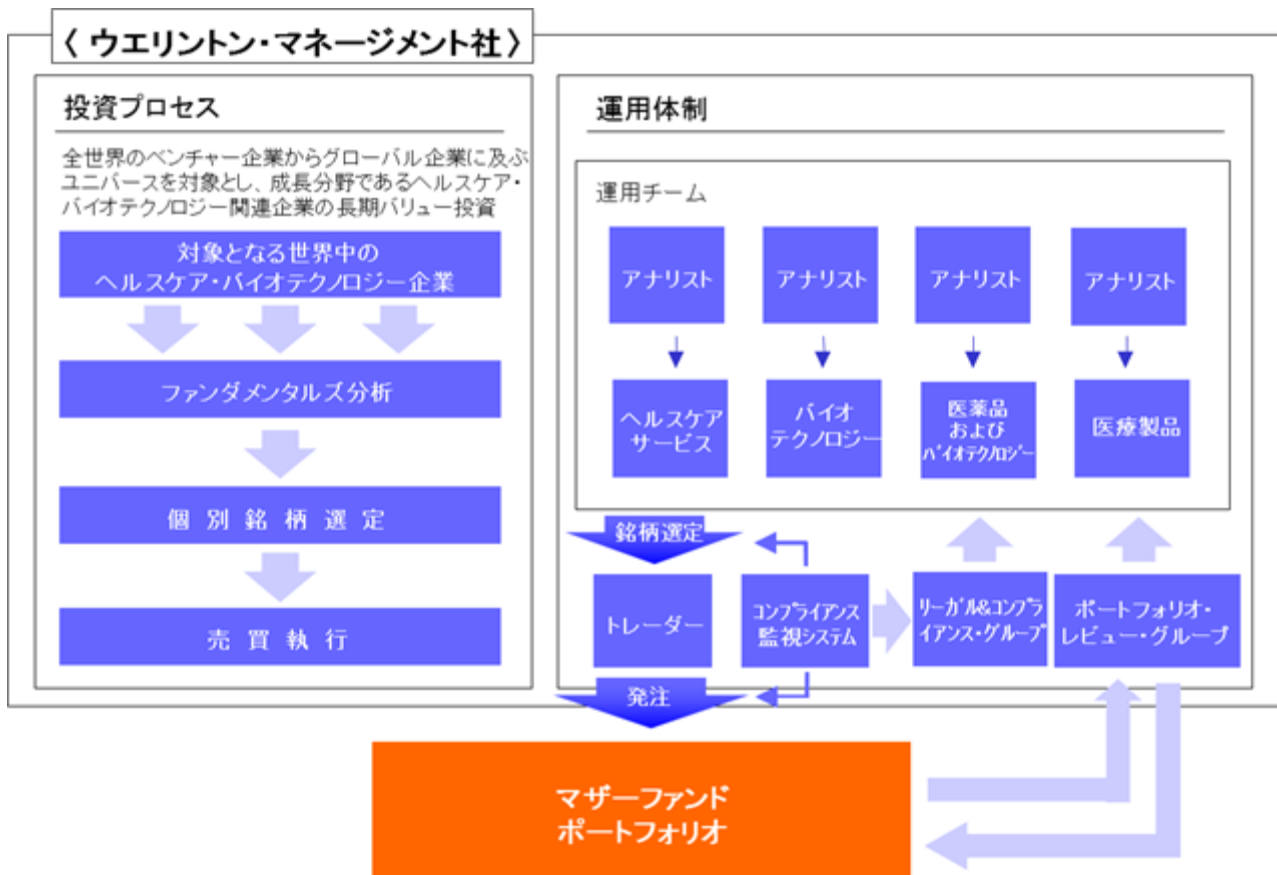 〈 ウエリントン・マネージメント社 〉
投資プロセス
全世界のベンチャー企業からグローバル企業に及ぶ
ユニバースを対象とし、成長分野であるヘルスケア・
バイオテクノロジー関連企業の長期バリュー投資
対象となる世界中の
ヘルスケア・バイオテクノロジー企業
ファンダメンタルズ分析
個 別 銘 柄 選 定
売 買 執 行
運用体制
運用チーム
アナリスト
アナリスト
アナリスト
アナリスト
ヘルスケア
サービス
バイオ
テクノロジー
医薬品
および
バイオテクノロジー
医療製品
銘柄選定
トレーダー
コンプライアンス
監視システム
リーガル&コンプラ
イアンス・グループ
ポートフォリオ・
レビュー・グループ
発注
マザーファンド
ポートフォリオ